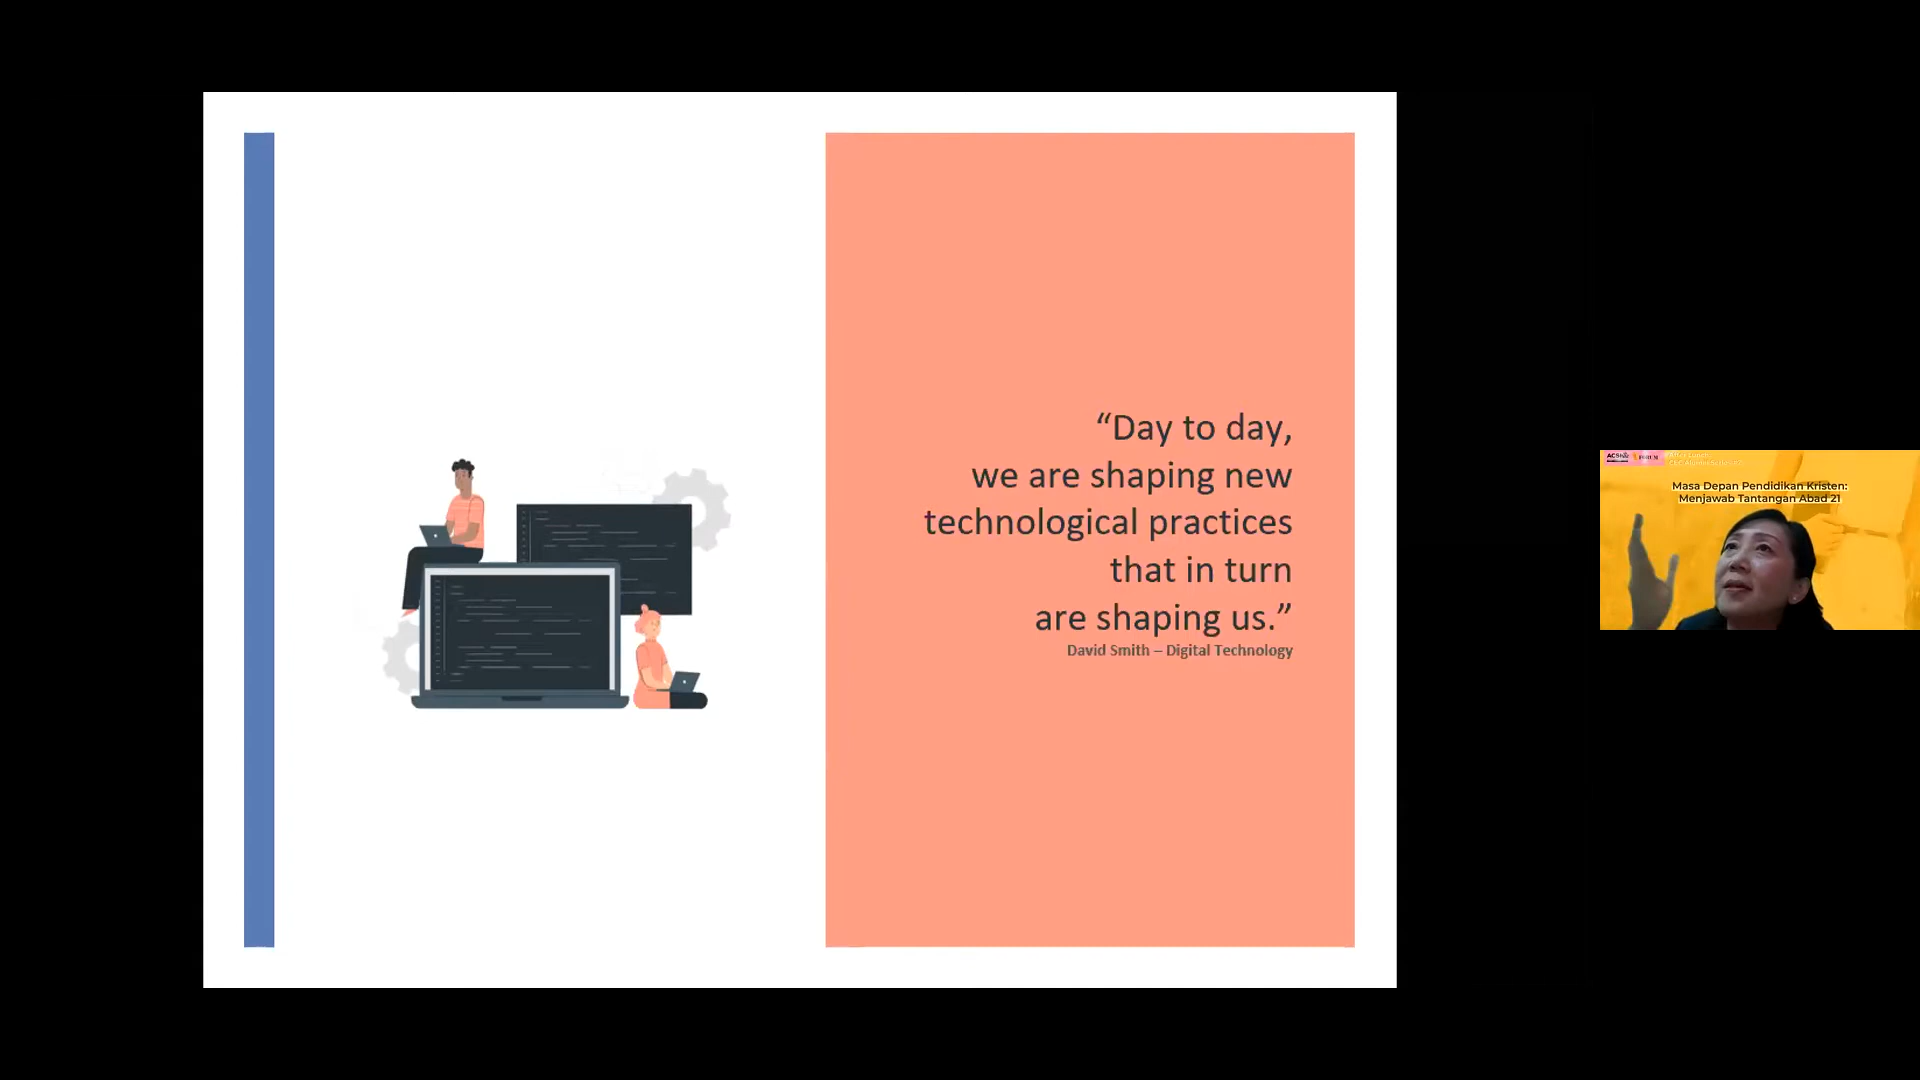 “Day to day,
we are shaping new
technological practices
that in turn
are shaping us.”
David Smith – Digital Technology
Masa Depan Pendidikan Kristen:
Menjawab Tantangan Abad 21